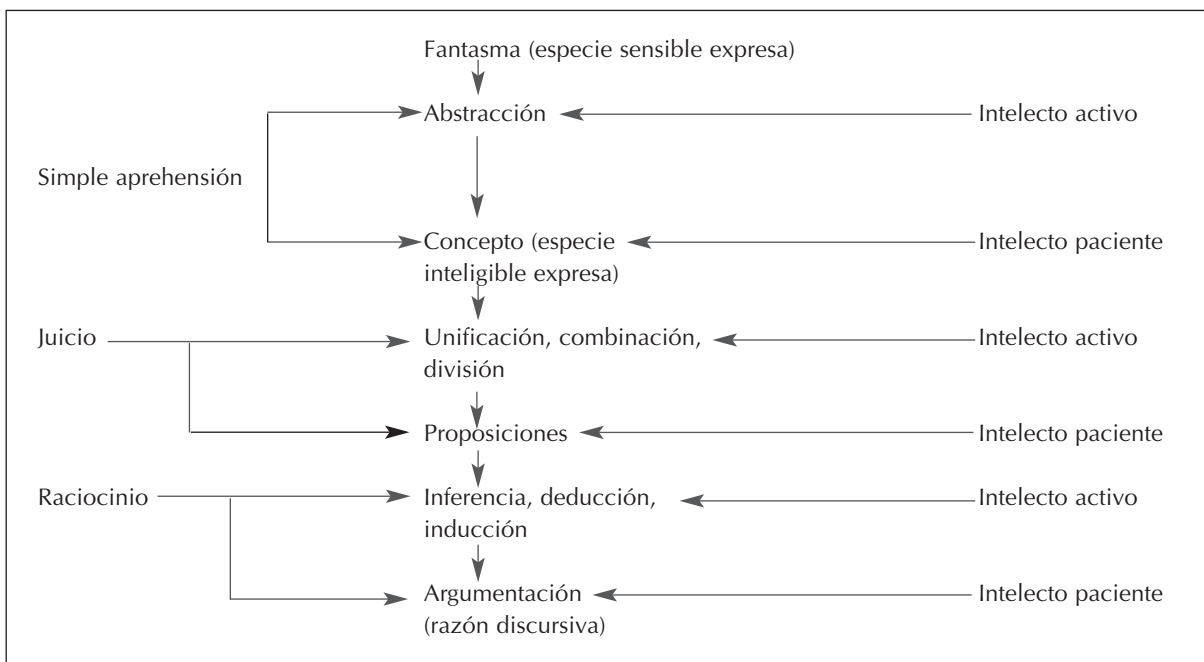 Fantasma (especie sensible expresa)
Abstracción
Intelecto activo
Simple aprehensión
Concepto (especie
inteligible expresa)
Intelecto paciente
Juicio
Unificación, combinación,
división
Intelecto activo
Proposiciones
Intelecto paciente
Raciocinio
Inferencia, deducción,
inducción
Intelecto activo
Argumentación
(razón discursiva)
Intelecto paciente